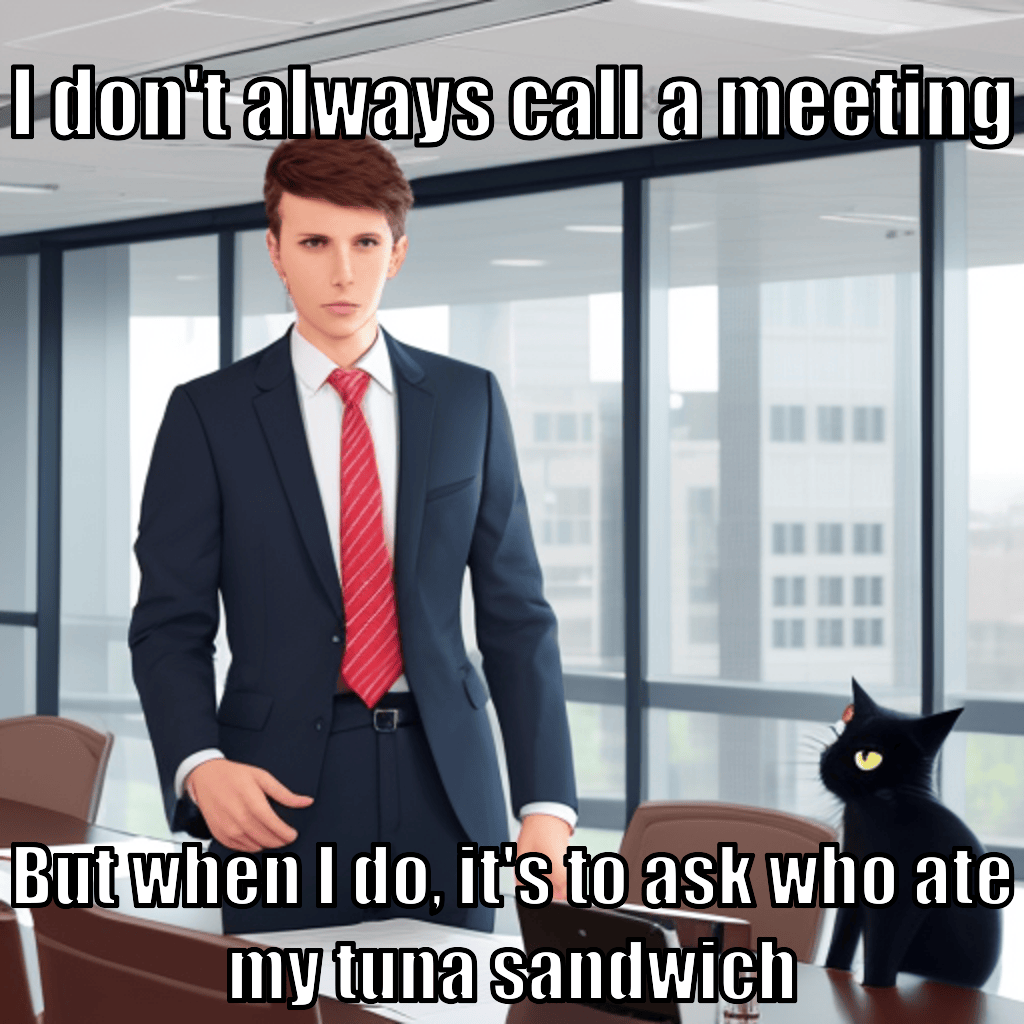 I don't always call a meeting
But when I do, it's to ask who ate
my tuna sandwich